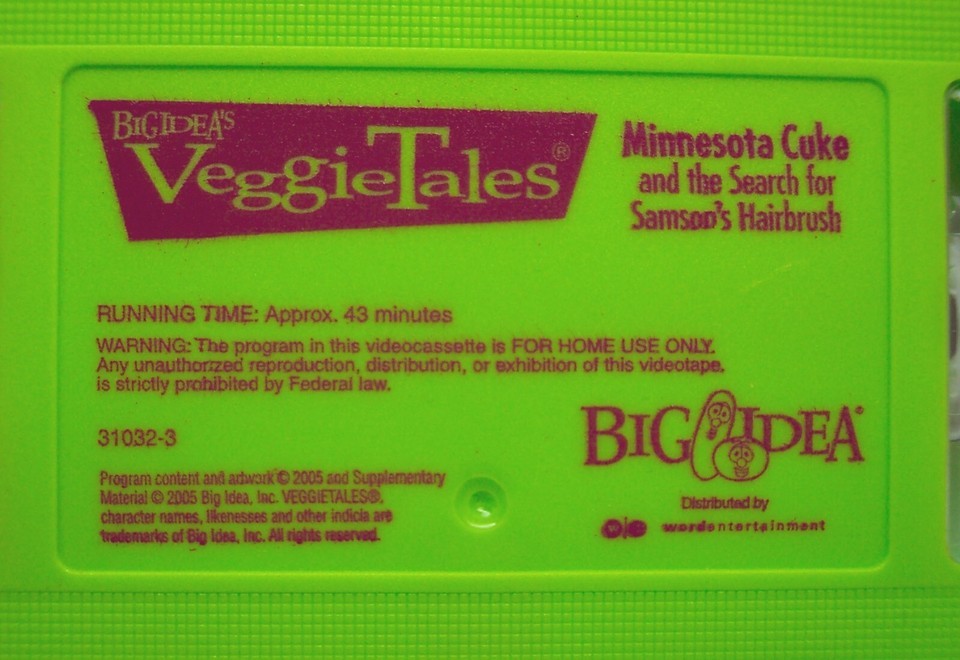 BIG IDEA'S
VeggieTales®
Minnesota Cuke
and the Search for
Samson's Hairbrush
RUNNING TIME: Approx. 43 minutes
WARNING: The program in this videocassette is FOR HOME USE ONLY.
Any unauthorized reproduction, distribution, or exhibition of this videotape,
is strictly prohibited by Federal law.
31032-3
Program content and artwork © 2005 and Supplementary
Material © 2005 Big Idea, Inc. VEGGIETALES®,
character names, likenesses and other indicia are
trademarks of Big Idea, Inc. All rights reserved.
BIG IDEA®
Distributed by
wordentertainment